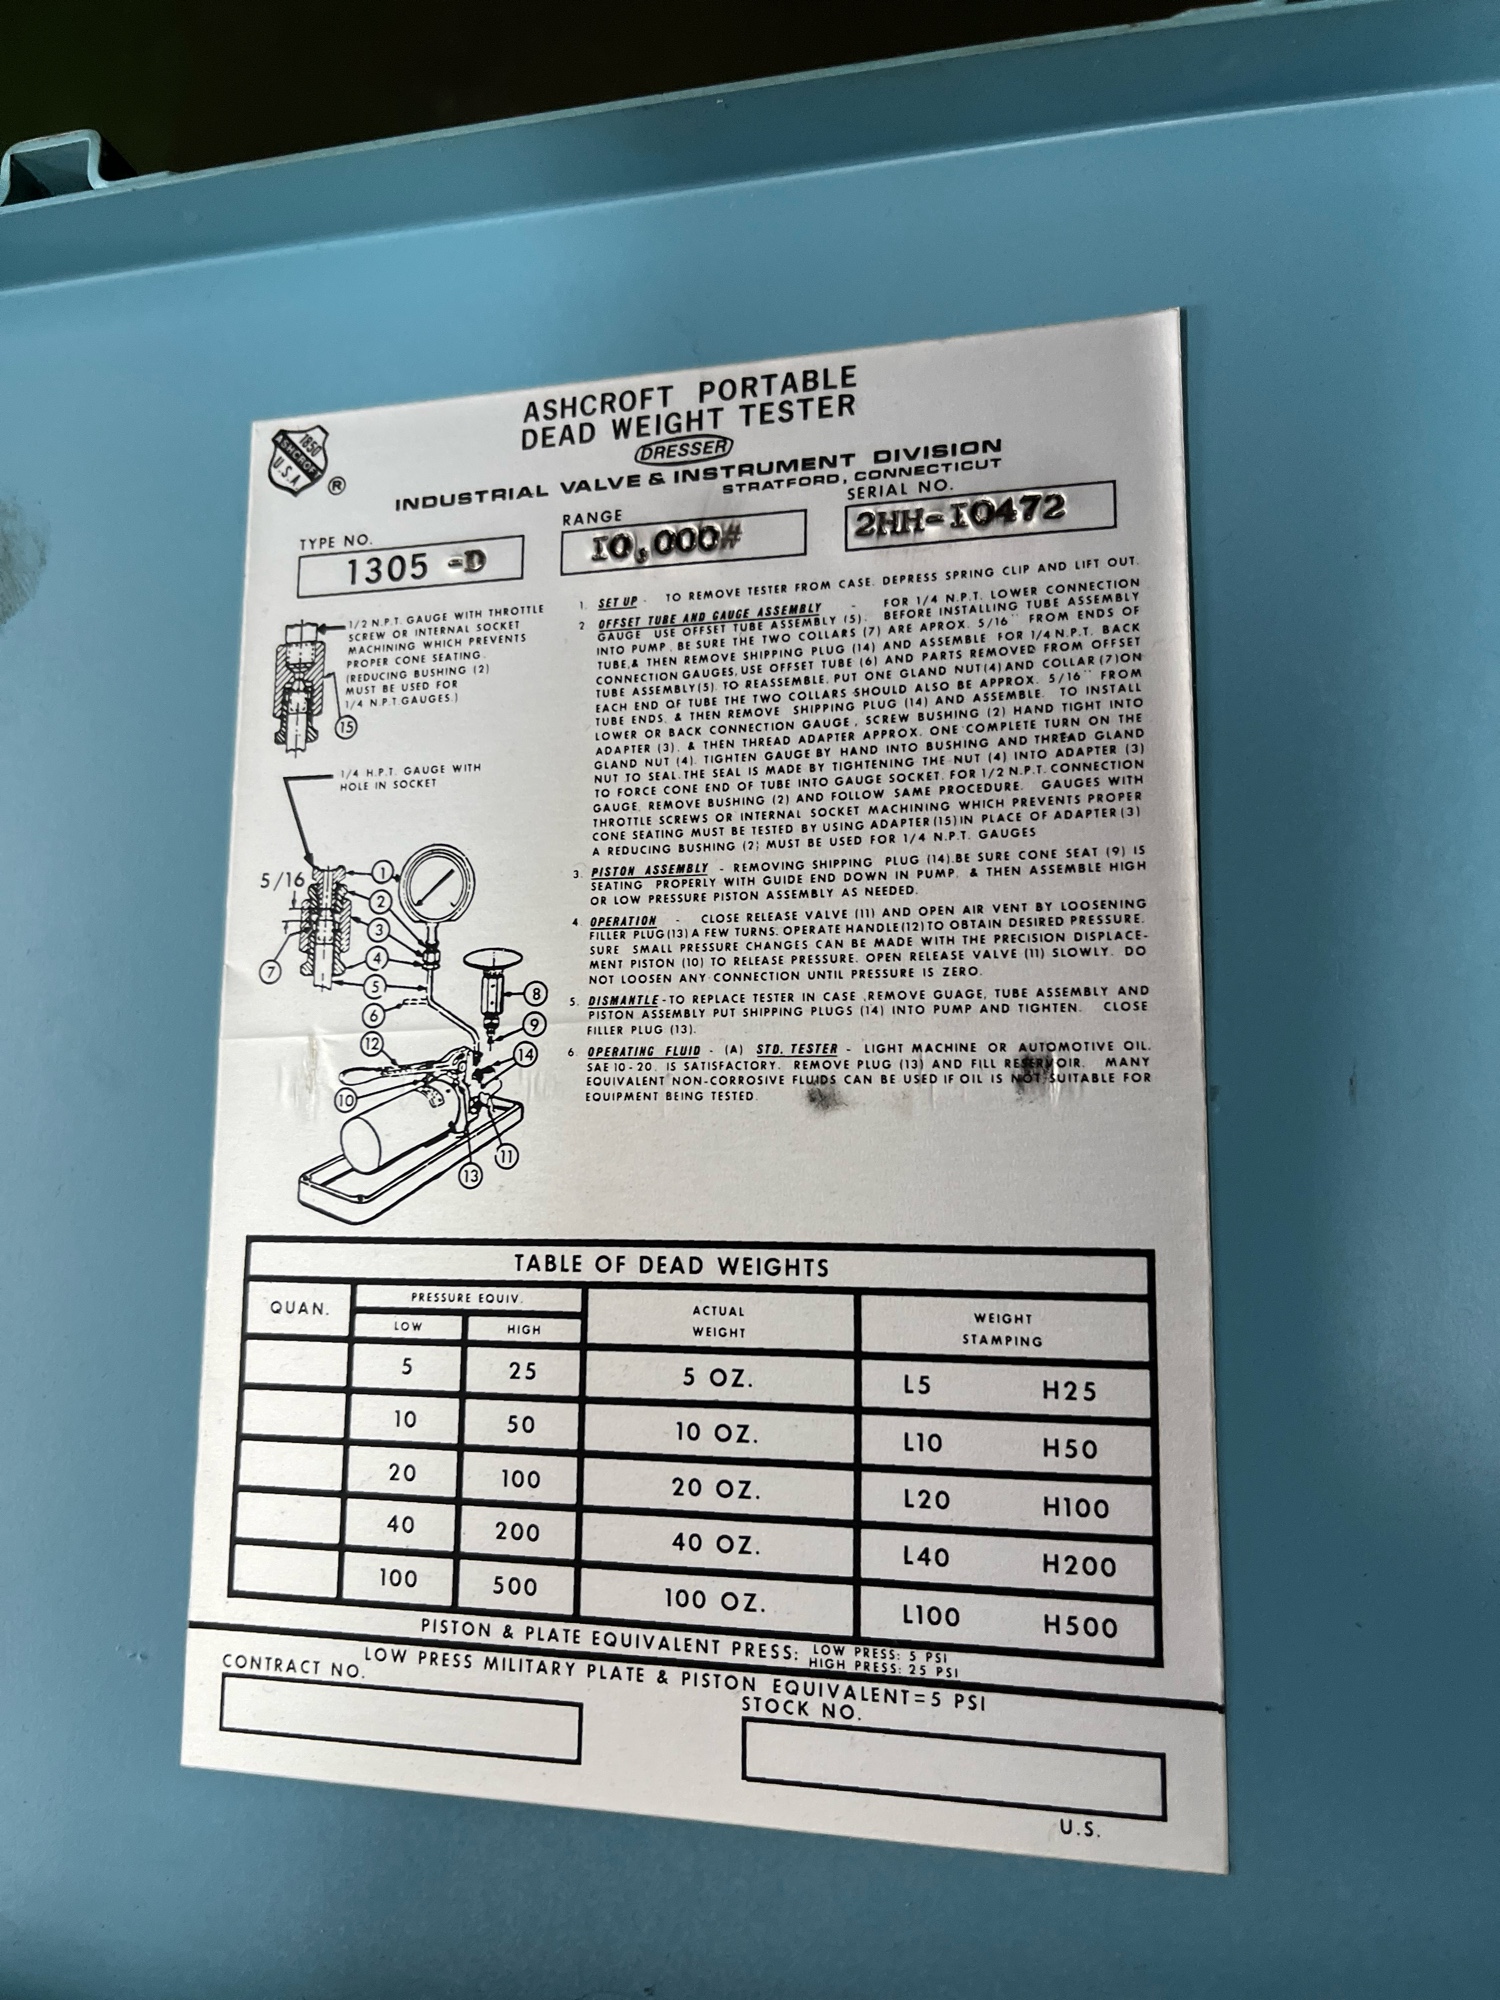 ASHCROFT PORTABLE
DEAD WEIGHT TESTER
DRESSER
INDUSTRIAL VALVE & INSTRUMENT DIVISION
STRATFORD, CONNECTICUT
1850
ASHCROFT
U.S.A
®
TYPE NO.
1305 -D
RANGE
10,000#
SERIAL NO.
2HH-10472
1/2 N.P.T. GAUGE WITH THROTTLE
SCREW OR INTERNAL SOCKET
MACHINING WHICH PREVENTS
PROPER CONE SEATING.
(REDUCING BUSHING (2)
MUST BE USED FOR
1/4 N.P.T GAUGES.)
15
1/4 H.P.T. GAUGE WITH
HOLE IN SOCKET
5/16
1
2
3
4
5
6
7
8
9
14
12
10
11
13
1. SET UP - TO REMOVE TESTER FROM CASE. DEPRESS SPRING CLIP AND LIFT OUT.
2 OFFSET TUBE AND GAUGE ASSEMBLY - FOR 1/4 N.P.T. LOWER CONNECTION
GAUGE USE OFFSET TUBE ASSEMBLY (5). BEFORE INSTALLING TUBE ASSEMBLY
INTO PUMP, BE SURE THE TWO COLLARS (7) ARE APROX. 5/16" FROM ENDS OF
TUBE,& THEN REMOVE SHIPPING PLUG (14) AND ASSEMBLE FOR 1/4 N.P.T. BACK
CONNECTION GAUGES, USE OFFSET TUBE (6) AND PARTS REMOVED FROM OFFSET
TUBE ASSEMBLY(5). TO REASSEMBLE, PUT ONE GLAND NUT(4) AND COLLAR (7) ON
EACH END OF TUBE THE TWO COLLARS SHOULD ALSO BE APPROX. 5/16" FROM
TUBE ENDS. & THEN REMOVE SHIPPING PLUG (14) AND ASSEMBLE. TO INSTALL
LOWER OR BACK CONNECTION GAUGE, SCREW BUSHING (2) HAND TIGHT INTO
ADAPTER (3). & THEN THREAD ADAPTER APPROX. ONE COMPLETE TURN ON THE
GLAND NUT (4). TIGHTEN GAUGE BY HAND INTO BUSHING AND THREAD GLAND
NUT TO SEAL. THE SEAL IS MADE BY TIGHTENING THE NUT (4) INTO ADAPTER (3)
TO FORCE CONE END OF TUBE INTO GAUGE SOCKET. FOR 1/2 N.P.T. CONNECTION
GAUGE, REMOVE BUSHING (2) AND FOLLOW SAME PROCEDURE. GAUGES WITH
THROTTLE SCREWS OR INTERNAL SOCKET MACHINING WHICH PREVENTS PROPER
CONE SEATING MUST BE TESTED BY USING ADAPTER (15) IN PLACE OF ADAPTER (3)
A REDUCING BUSHING (2) MUST BE USED FOR 1/4 N.P.T. GAUGES
3. PISTON ASSEMBLY - REMOVING SHIPPING PLUG (14). BE SURE CONE SEAT (9) IS
SEATING PROPERLY WITH GUIDE END DOWN IN PUMP, & THEN ASSEMBLE HIGH
OR LOW PRESSURE PISTON ASSEMBLY AS NEEDED.
4. OPERATION - CLOSE RELEASE VALVE (11) AND OPEN AIR VENT BY LOOSENING
FILLER PLUG (13) A FEW TURNS. OPERATE HANDLE (12) TO OBTAIN DESIRED PRESSURE.
SURE SMALL PRESSURE CHANGES CAN BE MADE WITH THE PRECISION DISPLACE-
MENT PISTON (10) TO RELEASE PRESSURE. OPEN RELEASE VALVE (11) SLOWLY. DO
NOT LOOSEN ANY CONNECTION UNTIL PRESSURE IS ZERO.
5. DISMANTLE - TO REPLACE TESTER IN CASE, REMOVE GUAGE, TUBE ASSEMBLY AND
PISTON ASSEMBLY PUT SHIPPING PLUGS (14) INTO PUMP AND TIGHTEN. CLOSE
FILLER PLUG (13).
6. OPERATING FLUID - (A) STD. TESTER - LIGHT MACHINE OR AUTOMOTIVE OIL.
SAE 10-20. IS SATISFACTORY. REMOVE PLUG (13) AND FILL RESERVOIR. MANY
EQUIVALENT NON-CORROSIVE FLUIDS CAN BE USED IF OIL IS NOT SUITABLE FOR
EQUIPMENT BEING TESTED.
TABLE OF DEAD WEIGHTS
QUAN. PRESSURE EQUIV. ACTUAL WEIGHT WEIGHT STAMPING
LOW HIGH
5 25 5 OZ. L5 H25
10 50 10 OZ. L10 H50
20 100 20 OZ. L20 H100
40 200 40 OZ. L40 H200
100 500 100 OZ. L100 H500
PISTON & PLATE EQUIVALENT PRESS: LOW PRESS: 5 PSI
HIGH PRESS: 25 PSI
LOW PRESS MILITARY PLATE & PISTON EQUIVALENT=5 PSI
CONTRACT NO.
STOCK NO.
U.S.